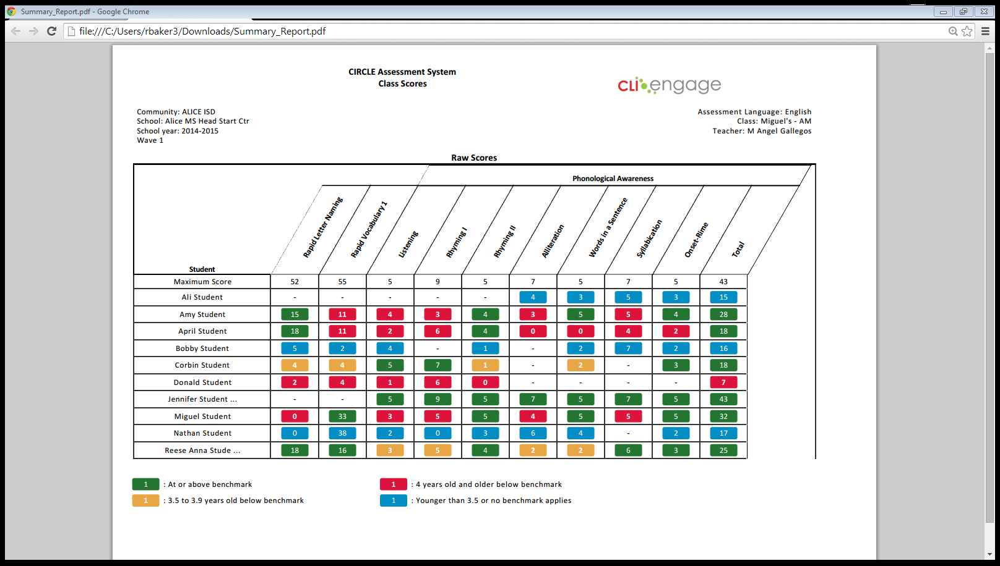 Summary_Report.pdf - Google Chrome
file:///C:/Users/rbaker3/Downloads/Summary_Report.pdf
CIRCLE Assessment System
Class Scores
CLI engage
Community: ALICE ISD
School: Alice MS Head Start Ctr
School year: 2014-2015
Wave 1
Assessment Language: English
Class: Miguel's - AM
Teacher: M Angel Gallegos
Raw Scores
Phonological Awareness
Student Rapid Letter Naming Rapid Vocabulary 1 Listening Rhyming I Rhyming II Alliteration Words in a Sentence Syllabication Onset-Rime Total
Maximum Score 52 55 5 9 5 7 5 7 5 43
Ali Student - - - - - 4 3 5 3 15
Amy Student 15 11 4 3 4 3 5 5 4 28
April Student 18 11 2 6 4 0 0 4 2 18
Bobby Student 5 2 4 - 1 - 2 7 2 16
Corbin Student 4 4 5 7 1 - 2 - 3 18
Donald Student 2 4 1 6 0 - - - - 7
Jennifer Student ... - - 5 9 5 7 5 7 5 43
Miguel Student 0 33 3 5 5 4 5 5 5 32
Nathan Student 0 38 2 0 3 6 4 - 2 17
Reese Anna Stude ... 18 16 3 5 4 2 2 6 3 25
1 : At or above benchmark
1 : 4 years old and older below benchmark
1 : 3.5 to 3.9 years old below benchmark
1 : Younger than 3.5 or no benchmark applies